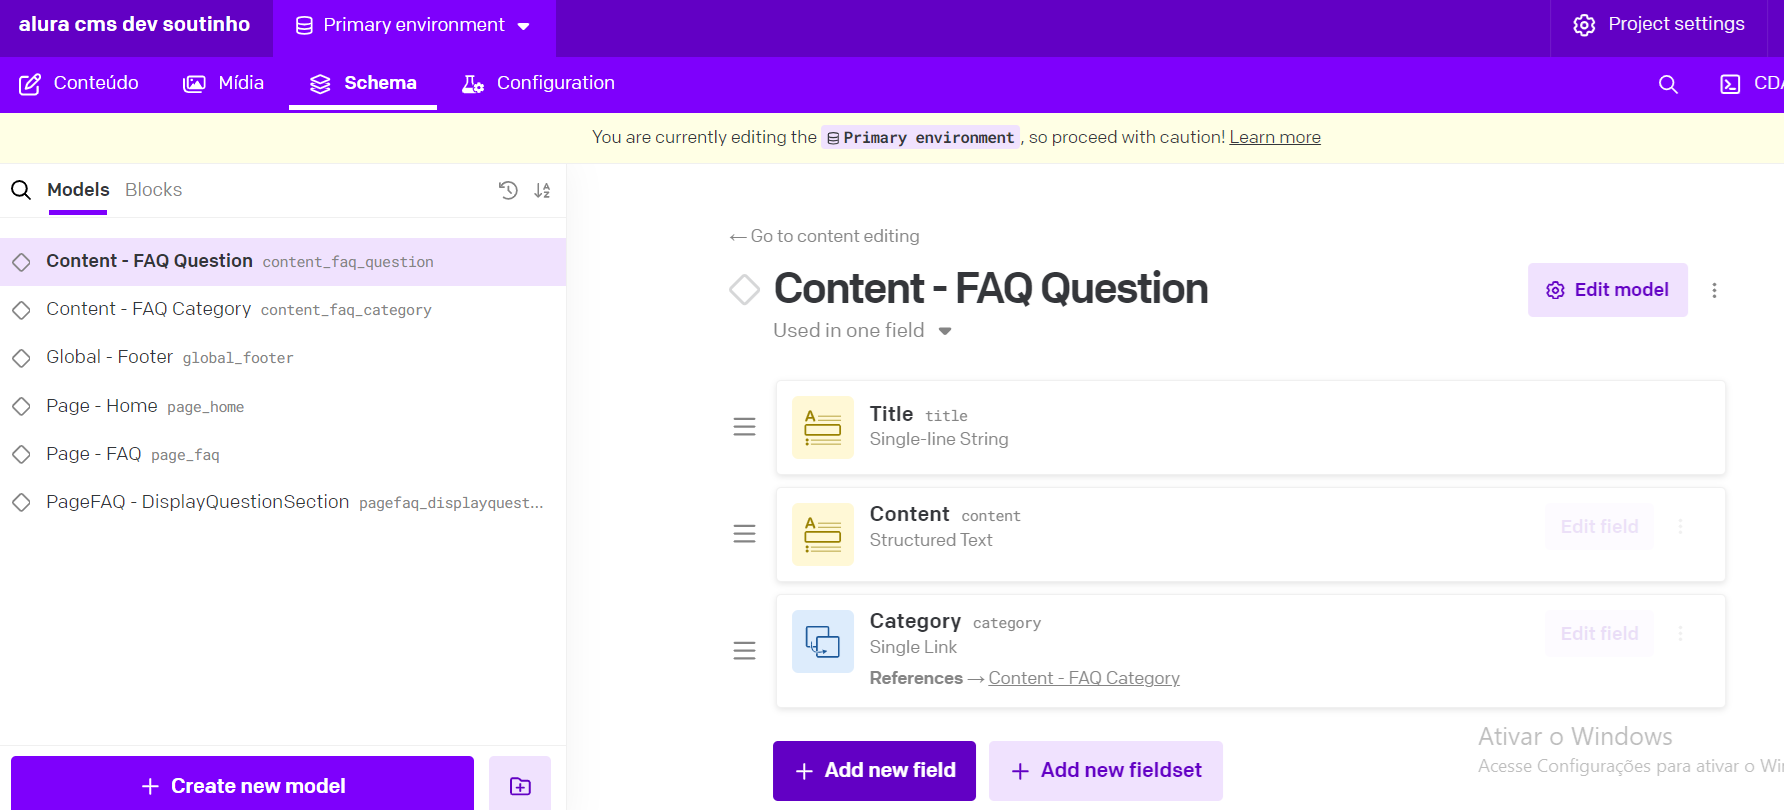 alura cms dev soutinho
Primary environment
Project settings
Conteúdo
Mídia
Schema
Configuration
CDA
You are currently editing the Primary environment, so proceed with caution! Learn more
Models
Blocks
Content - FAQ Question content_faq_question
Content - FAQ Category content_faq_category
Global - Footer global_footer
Page - Home page_home
Page - FAQ page_faq
PageFAQ - DisplayQuestionSection pagefaq_displayquest...
Create new model
←Go to content editing
Content - FAQ Question
Edit model
Used in one field
Title title
Single-line String
Content content
Structured Text
Edit field
Category category
Single Link
References → Content - FAQ Category
Edit field
Add new field
Add new fieldset
Ativar o Windows
Acesse Configurações para ativar o Wi